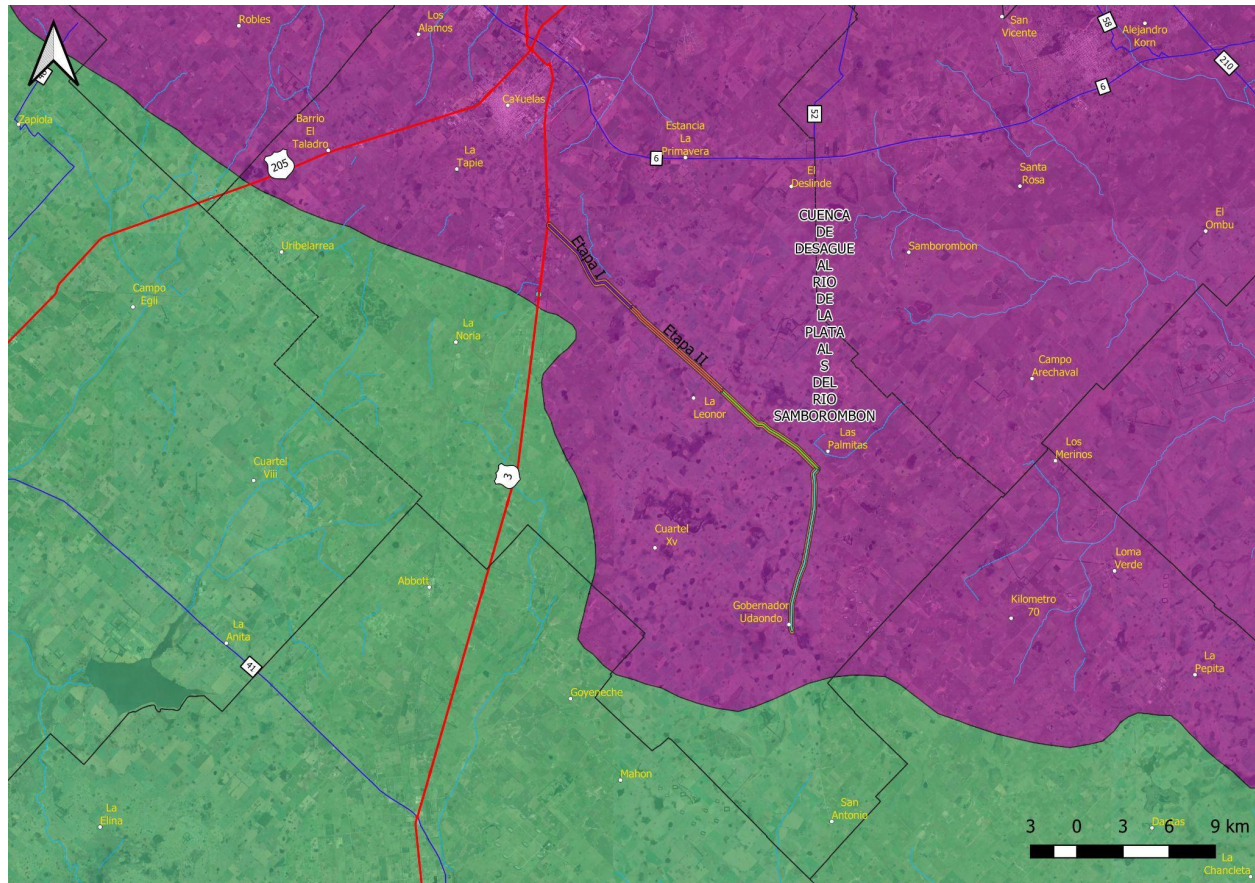 Robles
Los
Alamos
San
Vicente
58
Alejandro
Korn
210
6
Zapiola
Ca¥uelas
52
Barrio
El
Taladro
205
La
Tapie
Estancia
La
Primavera
6
El
Deslinde
Santa
Rosa
El
Ombu
Uribelarrea
Etapa I
CUENCA
DE
DESAGUE
AL
RIO
DE
LA
PLATA
AL
S
DEL
RIO
SAMBOROMBON
Samborombon
Campo
Egli
La
Noria
Etapa II
La
Leonor
Campo
Arechaval
Las
Palmitas
Los
Merinos
Cuartel
Viii
3
Cuartel
Xv
Loma
Verde
Abbott
Gobernador
Udaondo
Kilometro
70
La
Anita
41
La
Pepita
Goyeneche
Mahon
La
Elina
San
Antonio
3 0 3 6 9 km
La
Chancleta